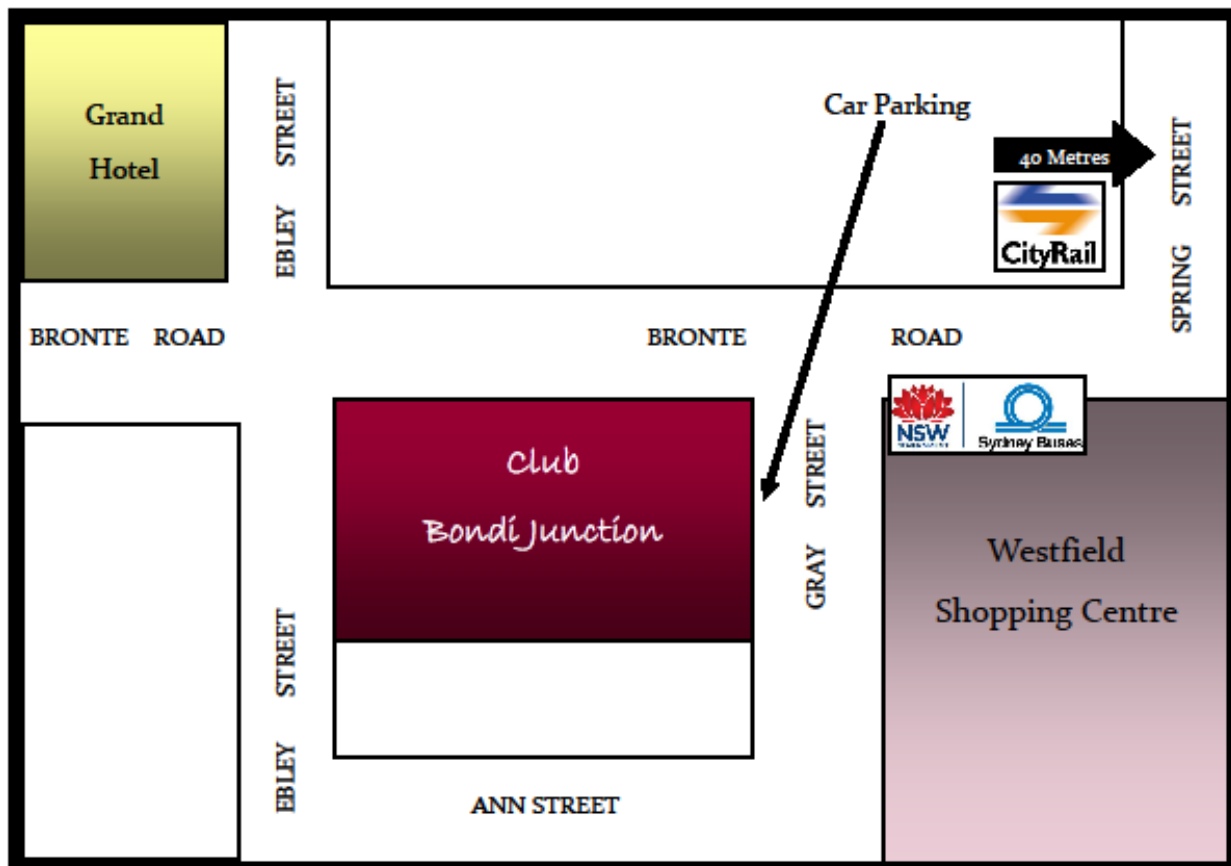 Grand
Hotel
EBLEY STREET
Car Parking
40 Metres
CityRail
SPRING STREET
BRONTE ROAD
BRONTE ROAD
NSW
Sydney Buses
Club
Bondi Junction
GRAY STREET
Westfield
Shopping Centre
EBLEY STREET
ANN STREET